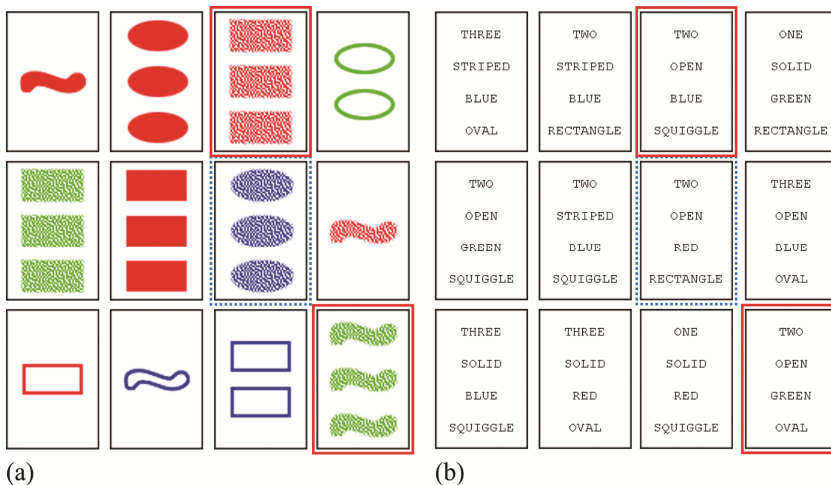 THREE
STRIPED
BLUE
OVAL
TWO
STRIPED
BLUE
RECTANGLE
TWO
OPEN
BLUE
SQUIGGLE
ONE
SOLID
GREEN
RECTANGLE
TWO
OPEN
GREEN
SQUIGGLE
TWO
STRIPED
BLUE
SQUIGGLE
TWO
OPEN
RED
RECTANGLE
THREE
OPEN
BLUE
OVAL
THREE
SOLID
BLUE
SQUIGGLE
THREE
SOLID
RED
OVAL
ONE
SOLID
RED
SQUIGGLE
TWO
OPEN
GREEN
OVAL
(a)
(b)